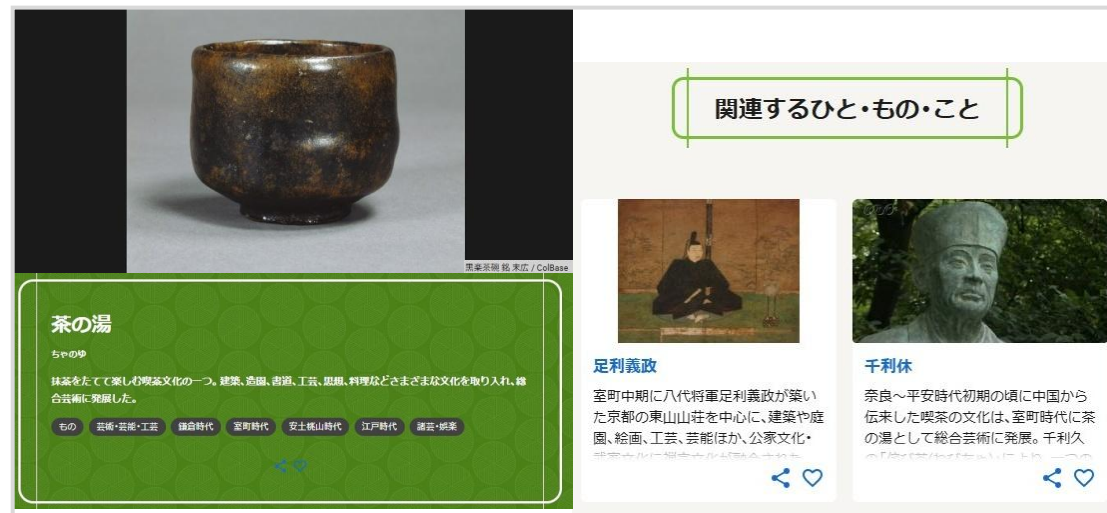 黒楽茶碗 銘 末広 / ColBase
茶の湯
ちゃのゆ
抹茶をたてて楽しむ喫茶文化の一つ。建築、造園、書道、工芸、思想、料理などさまざまな文化を取り入れ、総
合芸術に発展した。
もの 芸術・芸能・工芸 鎌倉時代 室町時代 安土桃山時代 江戸時代 諸芸・娯楽
関連するひと・もの・こと
足利義政
室町中期に八代将軍足利義政が築い
た京都の東山山荘を中心に、建築や庭
園、絵画、工芸、芸能ほか、公家文化・
千利休
奈良～平安時代初期の頃に中国から
伝来した喫茶の文化は、室町時代に茶
の湯として総合芸術に発展。千利久